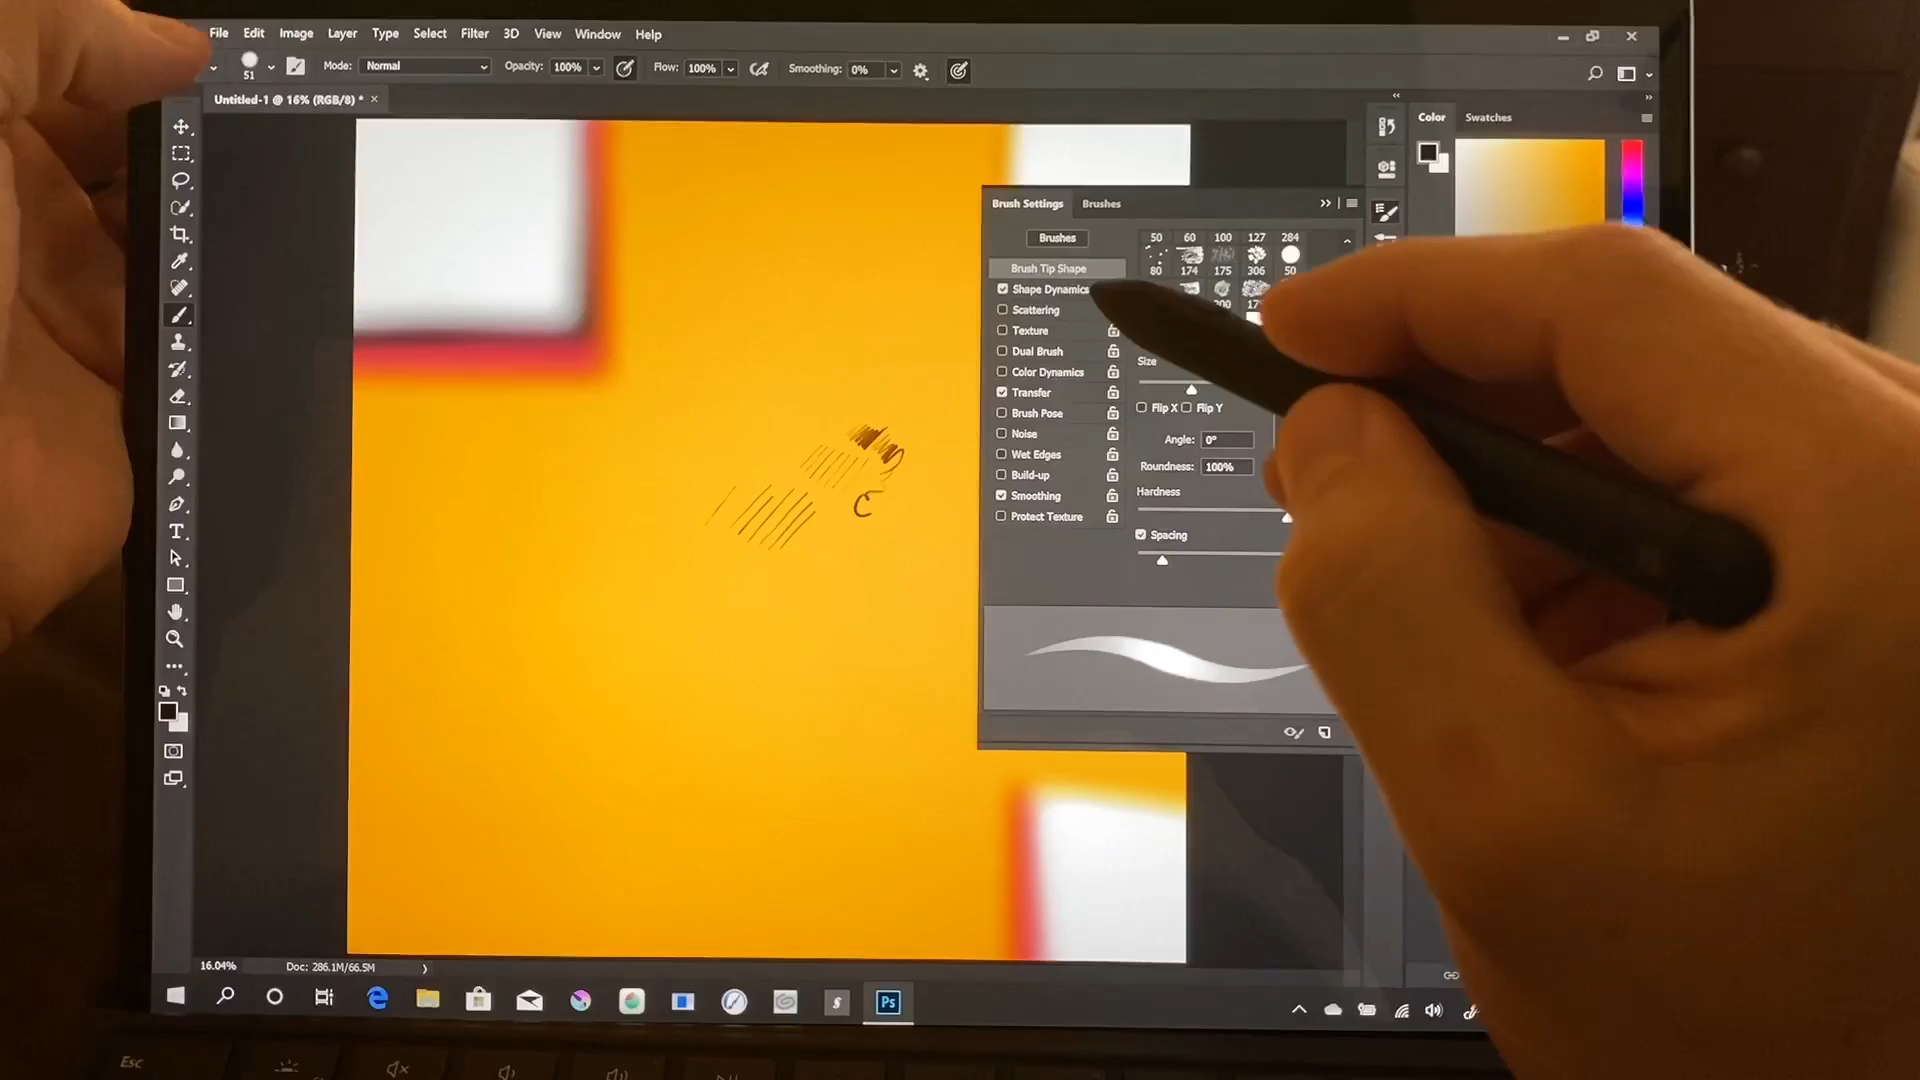 File Edit Image Layer Type Select Filter 3D View Window Help
51 Mode: Normal Opacity: 100% Flow: 100% Smoothing: 0%
Untitled-1 @ 16% (RGB/8) * ×
Color Swatches
Brush Settings Brushes
Brushes
50 60 100 127 284
Brush Tip Shape
80 174 175 306 50
Shape Dynamics
Scattering
Texture
Dual Brush
Color Dynamics
Transfer
Brush Pose
Noise
Wet Edges
Build-up
Smoothing
Protect Texture
Size
Flip X Flip Y
Angle: 0°
Roundness: 100%
Hardness
Spacing
C
16.04% Doc: 286.1M/66.5M
Ps
Esc